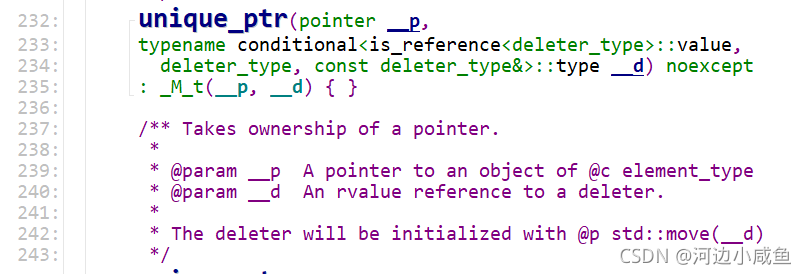 232: unique_ptr(pointer __p,
233: typename conditional<is_reference<deleter_type>::value,
234: deleter_type, const deleter_type&>::type __d) noexcept
235: : _M_t(__p, __d) { }
236:
237: /** Takes ownership of a pointer.
238: *
239: * @param __p  A pointer to an object of @c element_type
240: * @param __d  An rvalue reference to a deleter.
241: *
242: * The deleter will be initialized with @p std::move(__d)
243: */
CSDN @河边小咸鱼